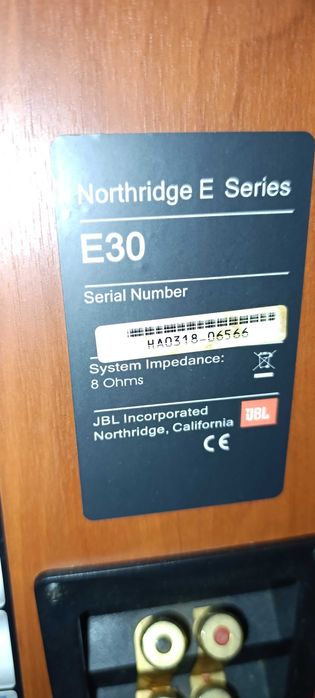 Northridge E Series
E30
Serial Number
HA0318-06566
System Impedance:
8 Ohms
JBL Incorporated
Northridge, California
JBL
CE